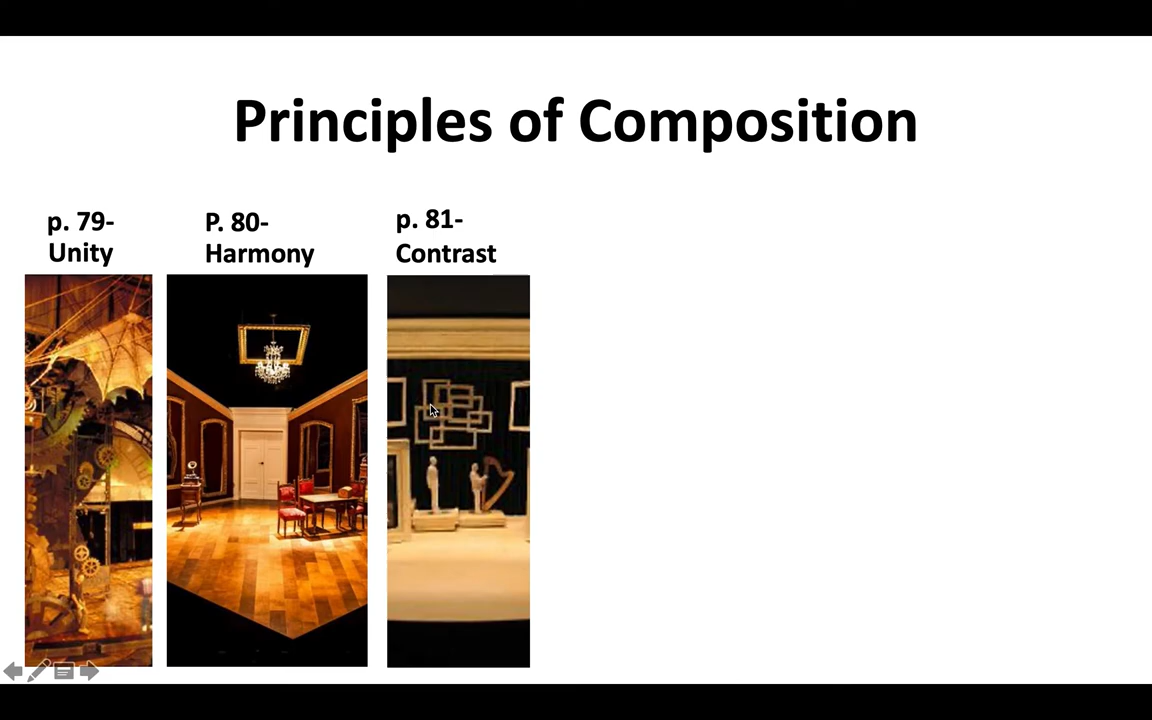 Principles of Composition
p. 79-
Unity
P. 80-
Harmony
p. 81-
Contrast